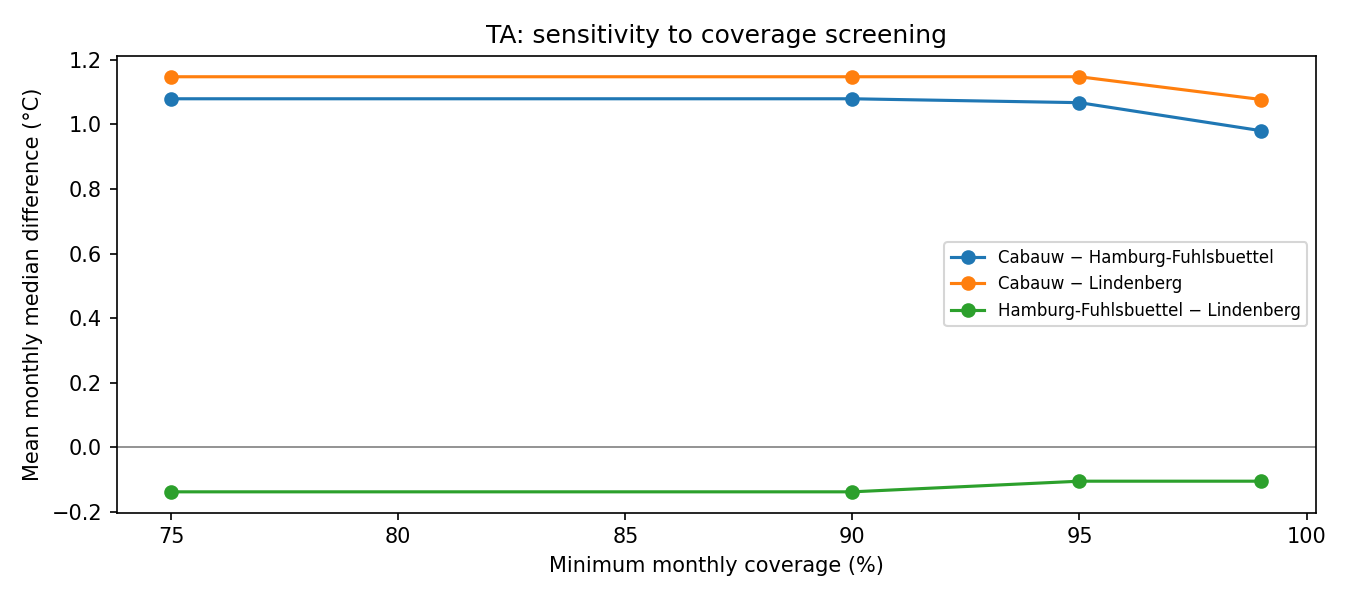 TA: sensitivity to coverage screening
Mean monthly median difference (°C)
1.2
1.0
0.8
0.6
0.4
0.2
0.0
−0.2
Cabauw − Hamburg-Fuhlsbuettel
Cabauw − Lindenberg
Hamburg-Fuhlsbuettel − Lindenberg
75 80 85 90 95 100
Minimum monthly coverage (%)